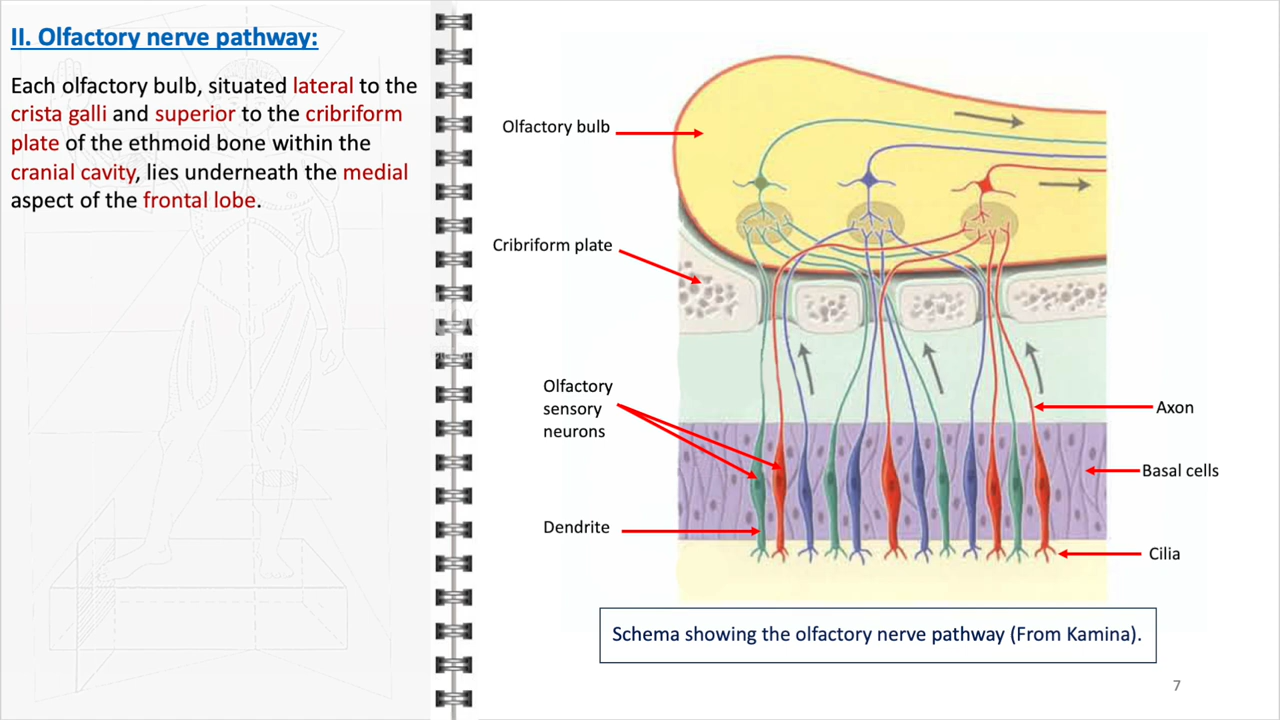 II. Olfactory nerve pathway:
Each olfactory bulb, situated lateral to the
crista galli and superior to the cribriform
plate of the ethmoid bone within the
cranial cavity, lies underneath the medial
aspect of the frontal lobe.
Olfactory bulb
Cribriform plate
Olfactory
sensory
neurons
Dendrite
Axon
Basal cells
Cilia
Schema showing the olfactory nerve pathway (From Kamina).
7